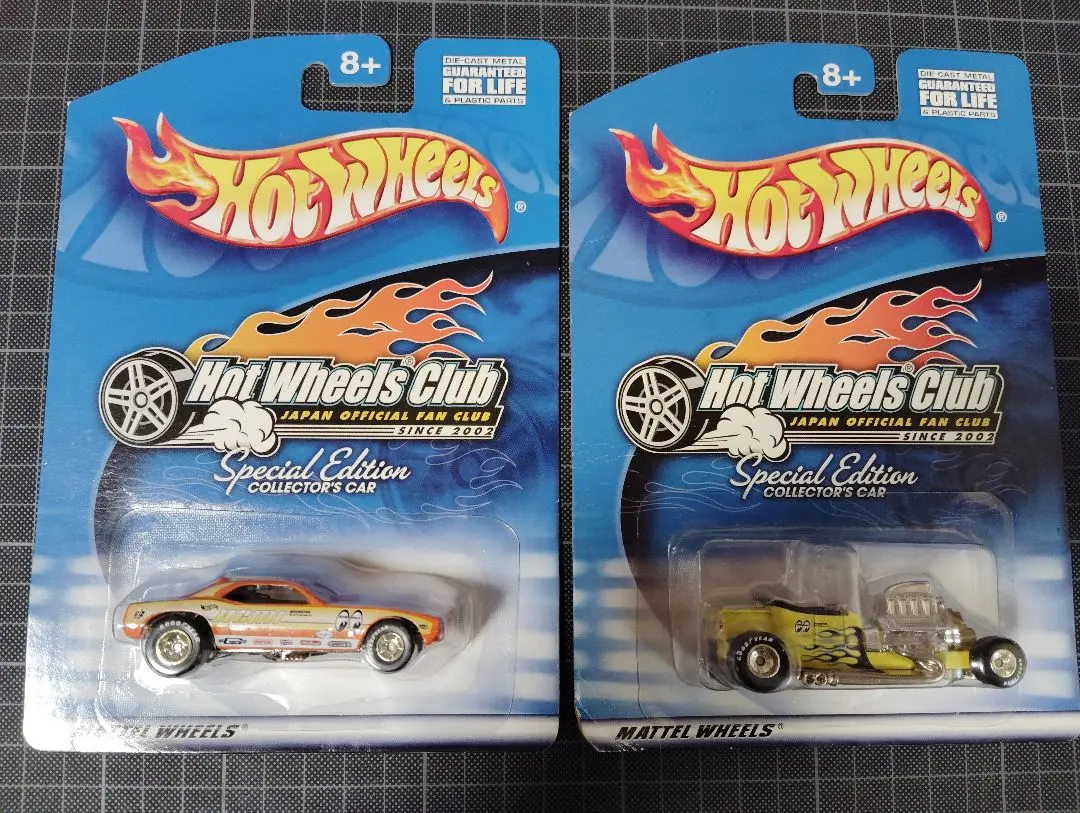 8+
DIE-CAST METAL
GUARANTEED
FOR LIFE
& PLASTIC PARTS
HOT WHEELS®
Hot Wheels® Club
JAPAN OFFICIAL FAN CLUB
SINCE 2002
Special Edition
COLLECTOR'S CAR
MATTEL WHEELS®
8+
DIE-CAST METAL
GUARANTEED
FOR LIFE
& PLASTIC PARTS
HOT WHEELS®
Hot Wheels® Club
JAPAN OFFICIAL FAN CLUB
SINCE 2002
Special Edition
COLLECTOR'S CAR
GOODYEAR
MATTEL WHEELS®